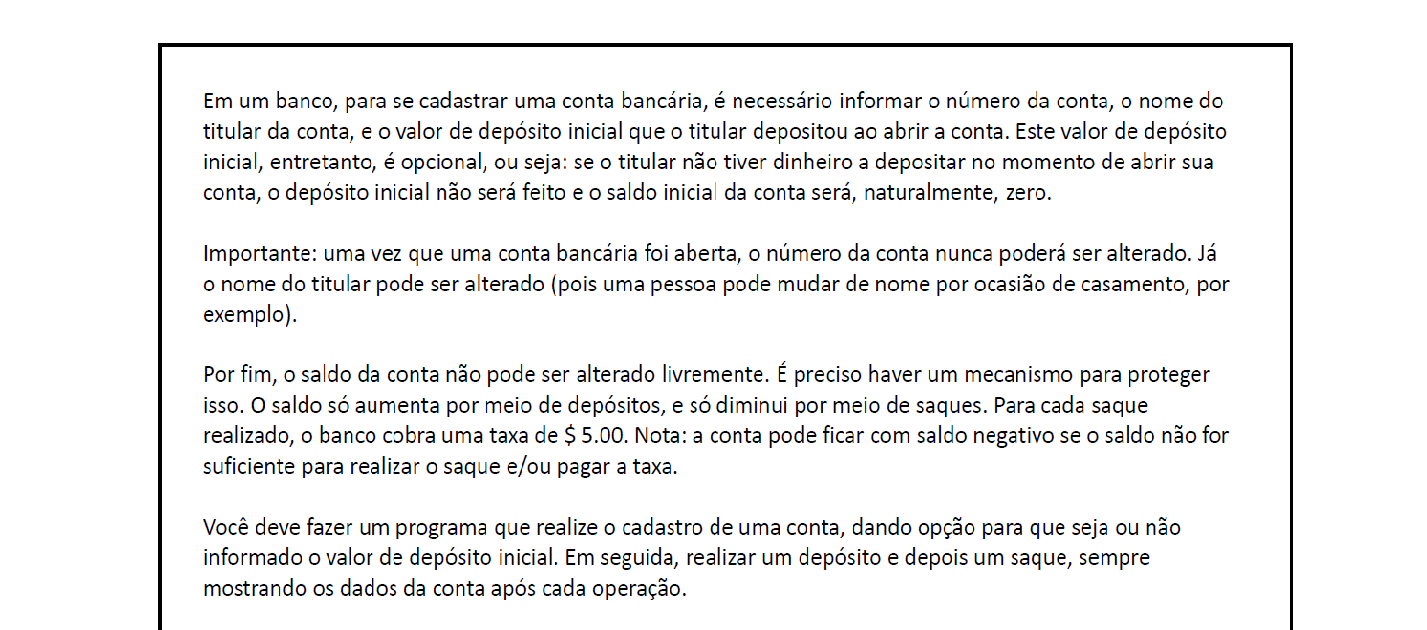 Em um banco, para se cadastrar uma conta bancária, é necessário informar o número da conta, o nome do
titular da conta, e o valor de depósito inicial que o titular depositou ao abrir a conta. Este valor de depósito
inicial, entretanto, é opcional, ou seja: se o titular não tiver dinheiro a depositar no momento de abrir sua
conta, o depósito inicial não será feito e o saldo inicial da conta será, naturalmente, zero.
Importante: uma vez que uma conta bancária foi aberta, o número da conta nunca poderá ser alterado. Já
o nome do titular pode ser alterado (pois uma pessoa pode mudar de nome por ocasião de casamento, por
exemplo).
Por fim, o saldo da conta não pode ser alterado livremente. É preciso haver um mecanismo para proteger
isso. O saldo só aumenta por meio de depósitos, e só diminui por meio de saques. Para cada saque
realizado, o banco cobra uma taxa de $ 5.00. Nota: a conta pode ficar com saldo negativo se o saldo não for
suficiente para realizar o saque e/ou pagar a taxa.
Você deve fazer um programa que realize o cadastro de uma conta, dando opção para que seja ou não
informado o valor de depósito inicial. Em seguida, realizar um depósito e depois um saque, sempre
mostrando os dados da conta após cada operação.